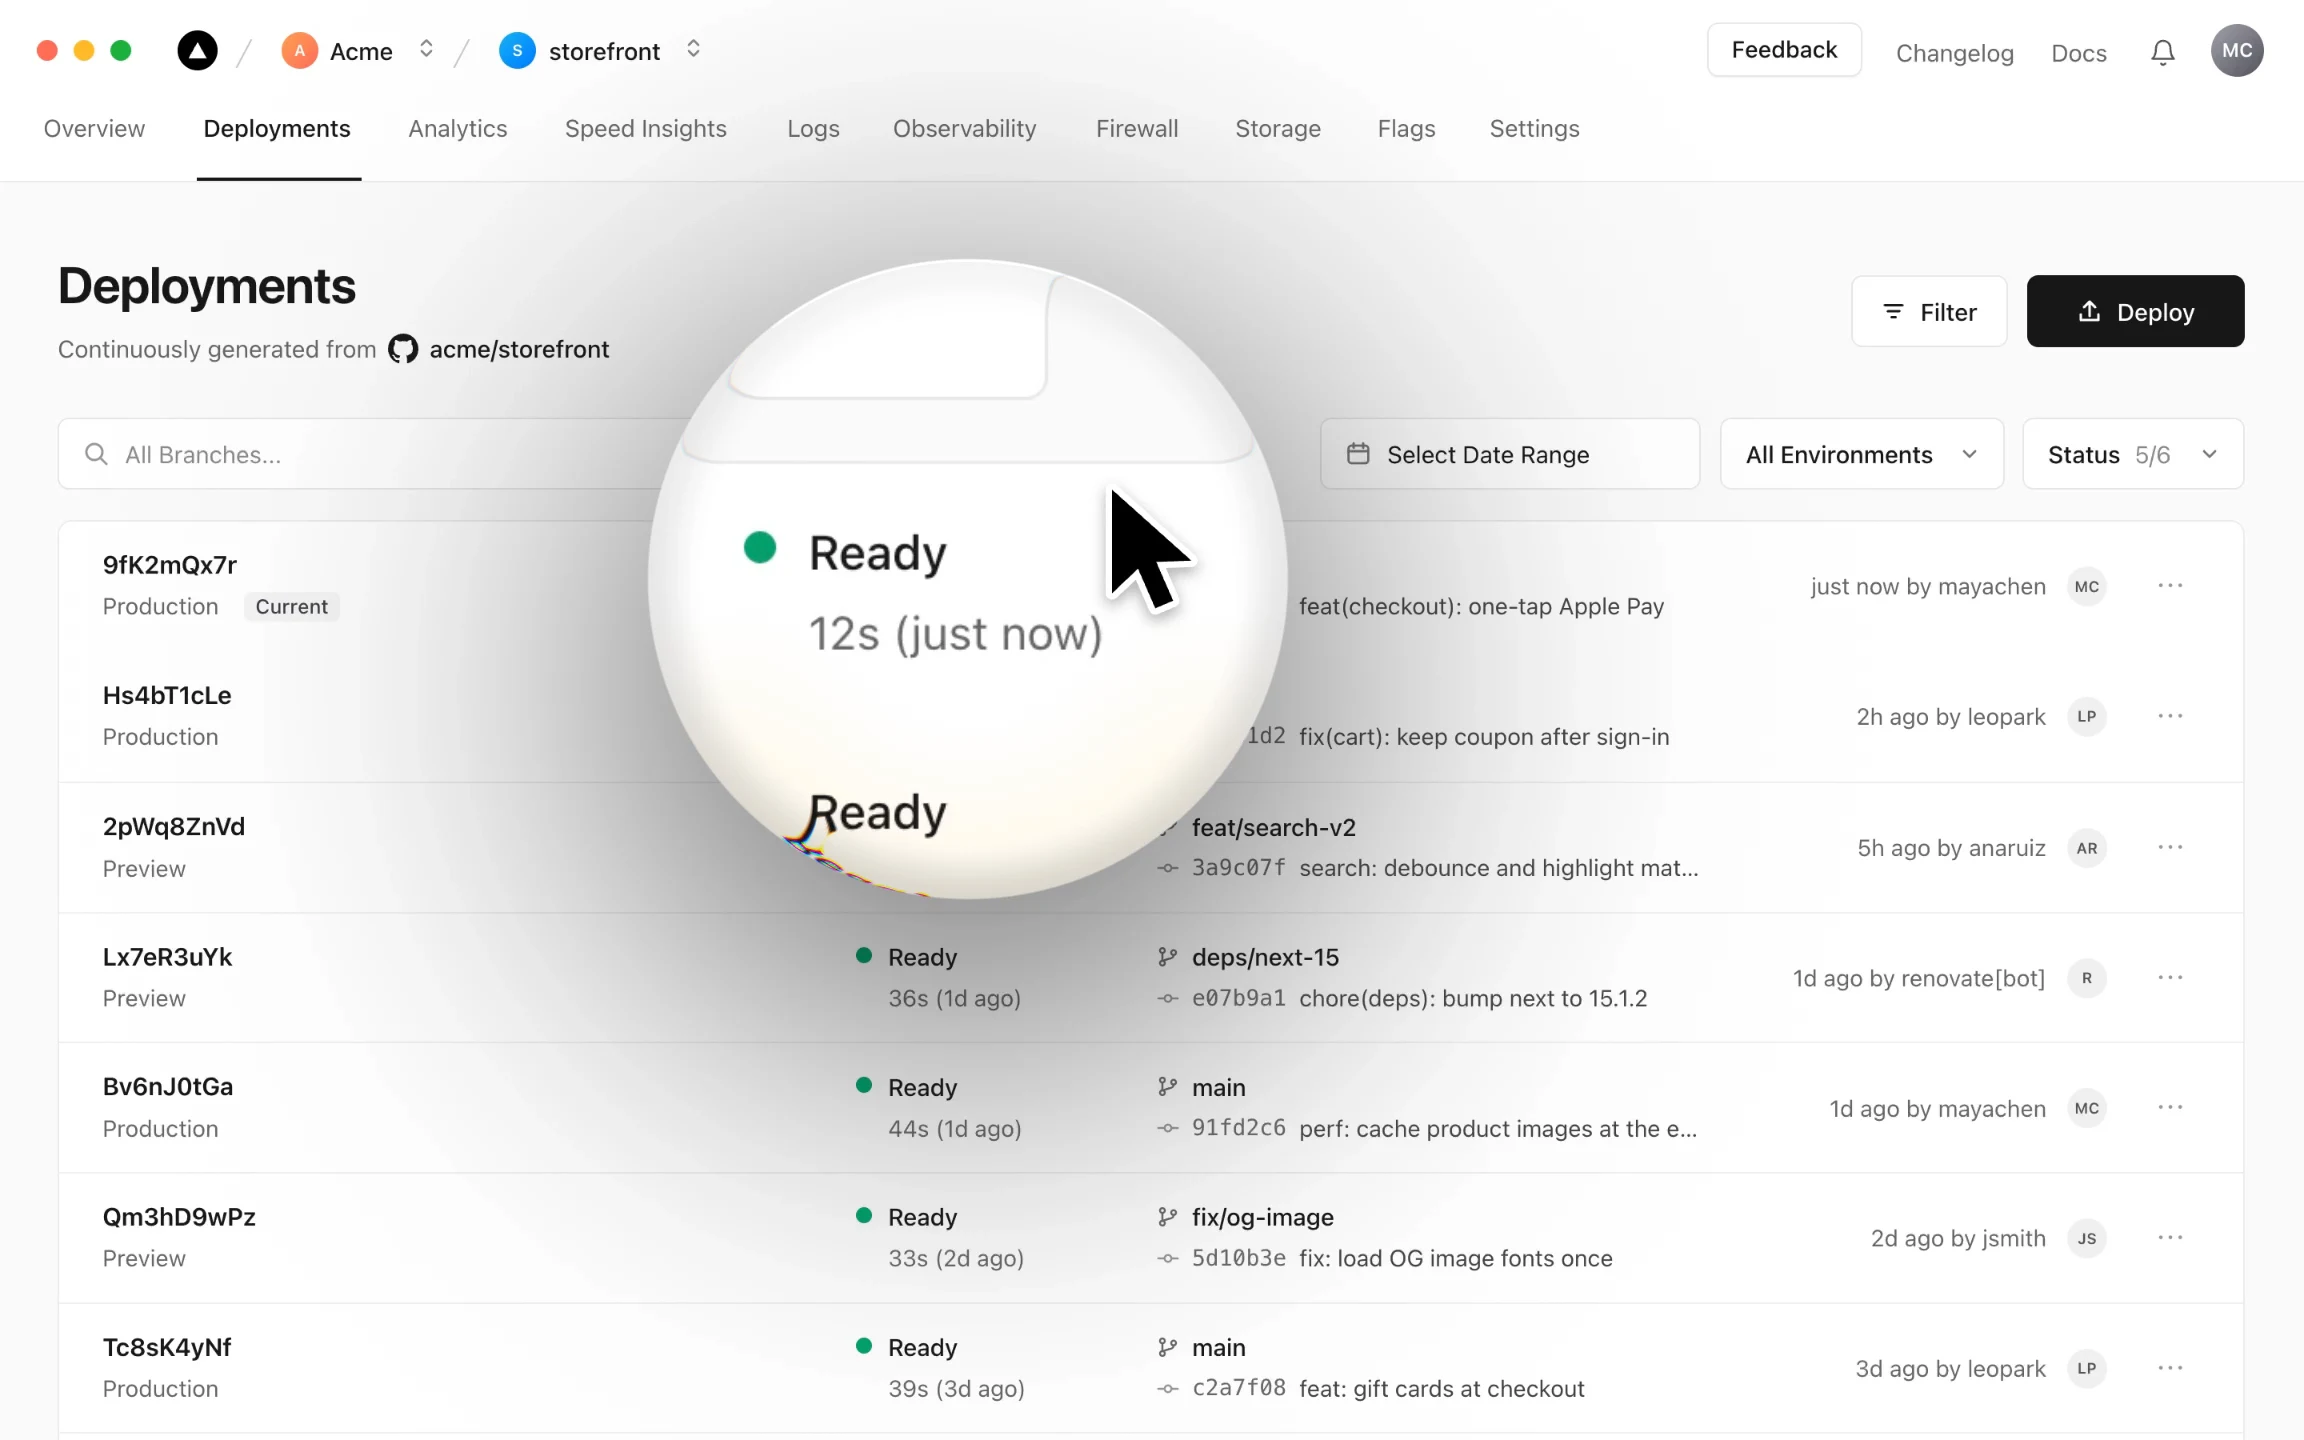 A Acme
S storefront
Feedback
Changelog
Docs
MC
Overview
Deployments
Analytics
Speed Insights
Logs
Observability
Firewall
Storage
Flags
Settings
Deployments
Continuously generated from acme/storefront
Filter
Deploy
All Branches...
Select Date Range
All Environments
Status 5/6
9fK2mQx7r
Production Current
Ready
12s (just now)
feat(checkout): one-tap Apple Pay
just now by mayachen MC
Hs4bT1cLe
Production
Ready
1d2 fix(cart): keep coupon after sign-in
2h ago by leopark LP
2pWq8ZnVd
Preview
feat/search-v2
3a9c07f search: debounce and highlight mat...
5h ago by anaruiz AR
Lx7eR3uYk
Preview
Ready
36s (1d ago)
deps/next-15
e07b9a1 chore(deps): bump next to 15.1.2
1d ago by renovate[bot] R
Bv6nJ0tGa
Production
Ready
44s (1d ago)
main
91fd2c6 perf: cache product images at the e...
1d ago by mayachen MC
Qm3hD9wPz
Preview
Ready
33s (2d ago)
fix/og-image
5d10b3e fix: load OG image fonts once
2d ago by jsmith JS
Tc8sK4yNf
Production
Ready
39s (3d ago)
main
c2a7f08 feat: gift cards at checkout
3d ago by leopark LP